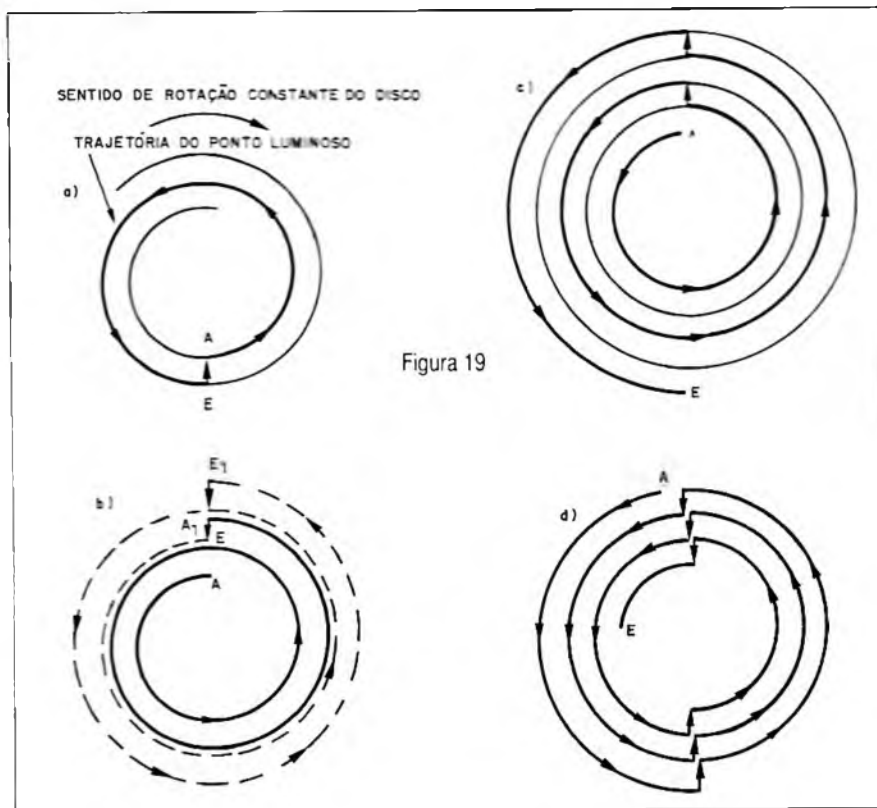 SENTIDO DE ROTAÇÃO CONSTANTE DO DISCO
TRAJETÓRIA DO PONTO LUMINOSO
a)
A
E
c)
A
E
Figura 19
b)
E1
A1
E
A
d)
A
E